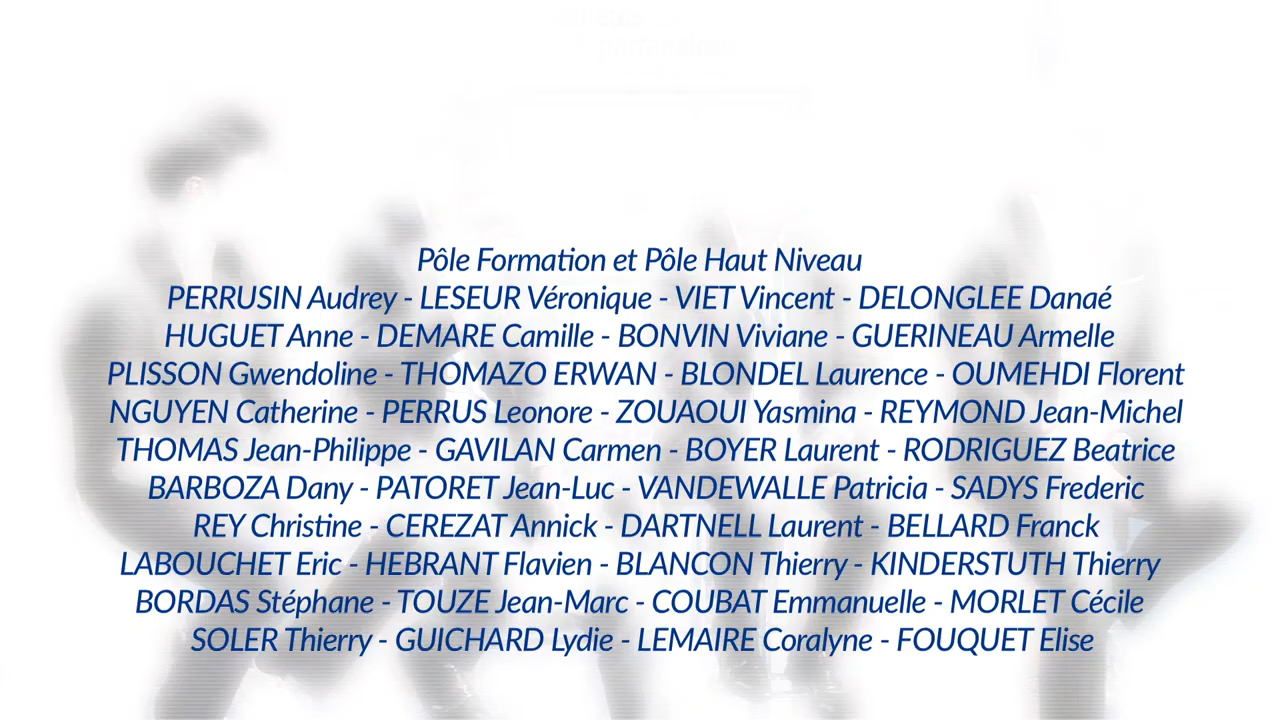 Pôle Formation et Pôle Haut Niveau
PERRUSIN Audrey - LESEUR Véronique - VIET Vincent - DELONGLEE Danaé
HUGUET Anne - DEMARE Camille - BONVIN Viviane - GUERINEAU Armelle
PLISSON Gwendoline - THOMAZO ERWAN - BLONDEL Laurence - OUMEHDI Florent
NGUYEN Catherine - PERRUS Leonore - ZOUAOUI Yasmina - REYMOND Jean-Michel
THOMAS Jean-Philippe - GAVILAN Carmen - BOYER Laurent - RODRIGUEZ Beatrice
BARBOZA Dany - PATORET Jean-Luc - VANDEWALLE Patricia - SADYS Frederic
REY Christine - CEREZAT Annick - DARTNELL Laurent - BELLARD Franck
LABOUCHET Eric - HEBRANT Flavien - BLANCON Thierry - KINDERSTUTH Thierry
BORDAS Stéphane - TOUZE Jean-Marc - COUBAT Emmanuelle - MORLET Cécile
SOLER Thierry - GUICHARD Lydie - LEMAIRE Coralyne - FOUQUET Elise